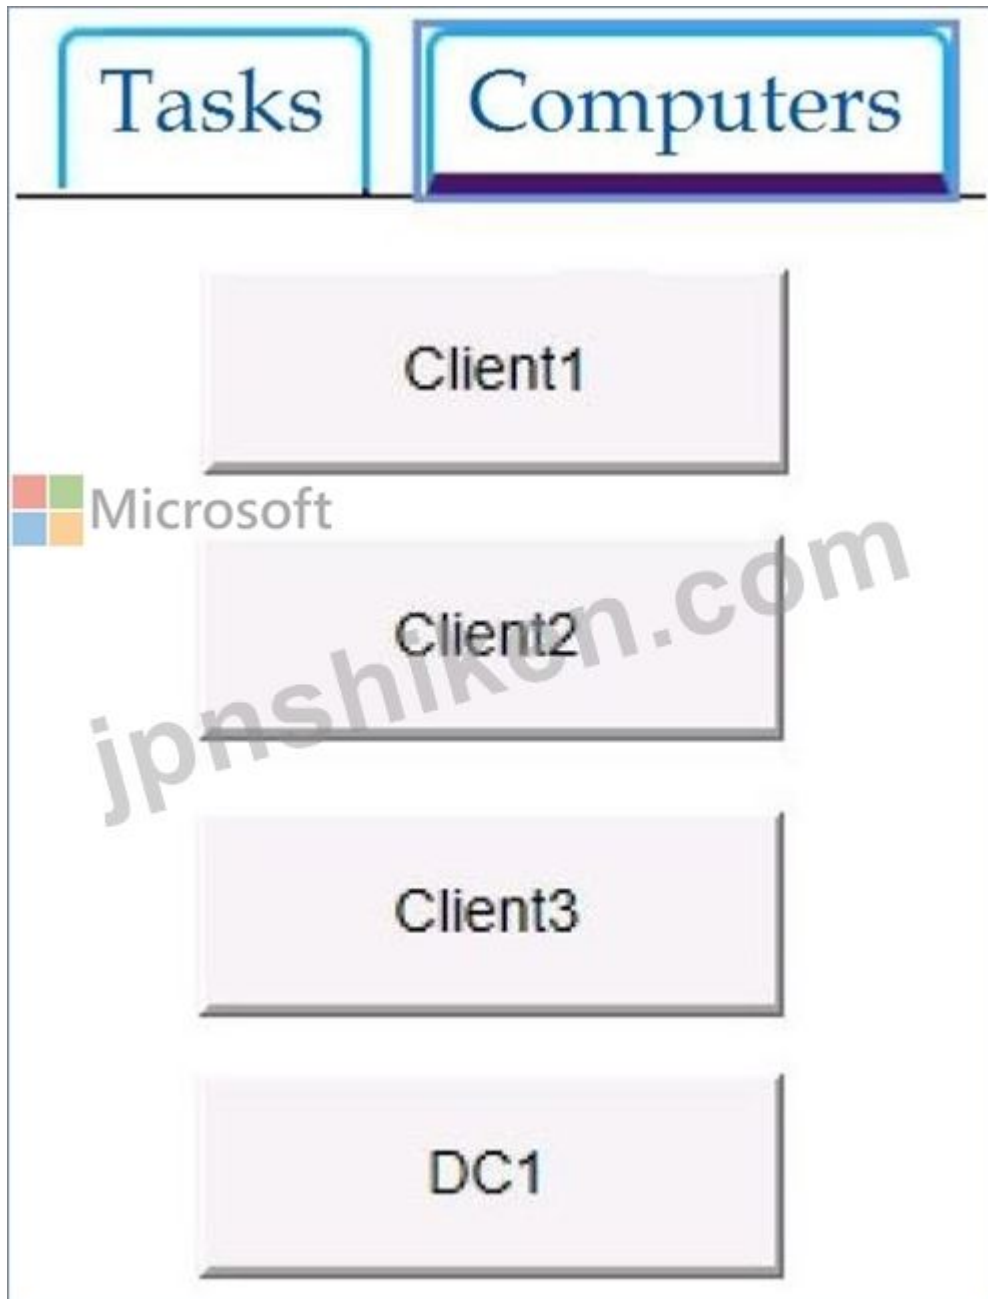 Tasks Computers
Client1
Microsoft
Client2
jpnshiken.com
Client3
DC1